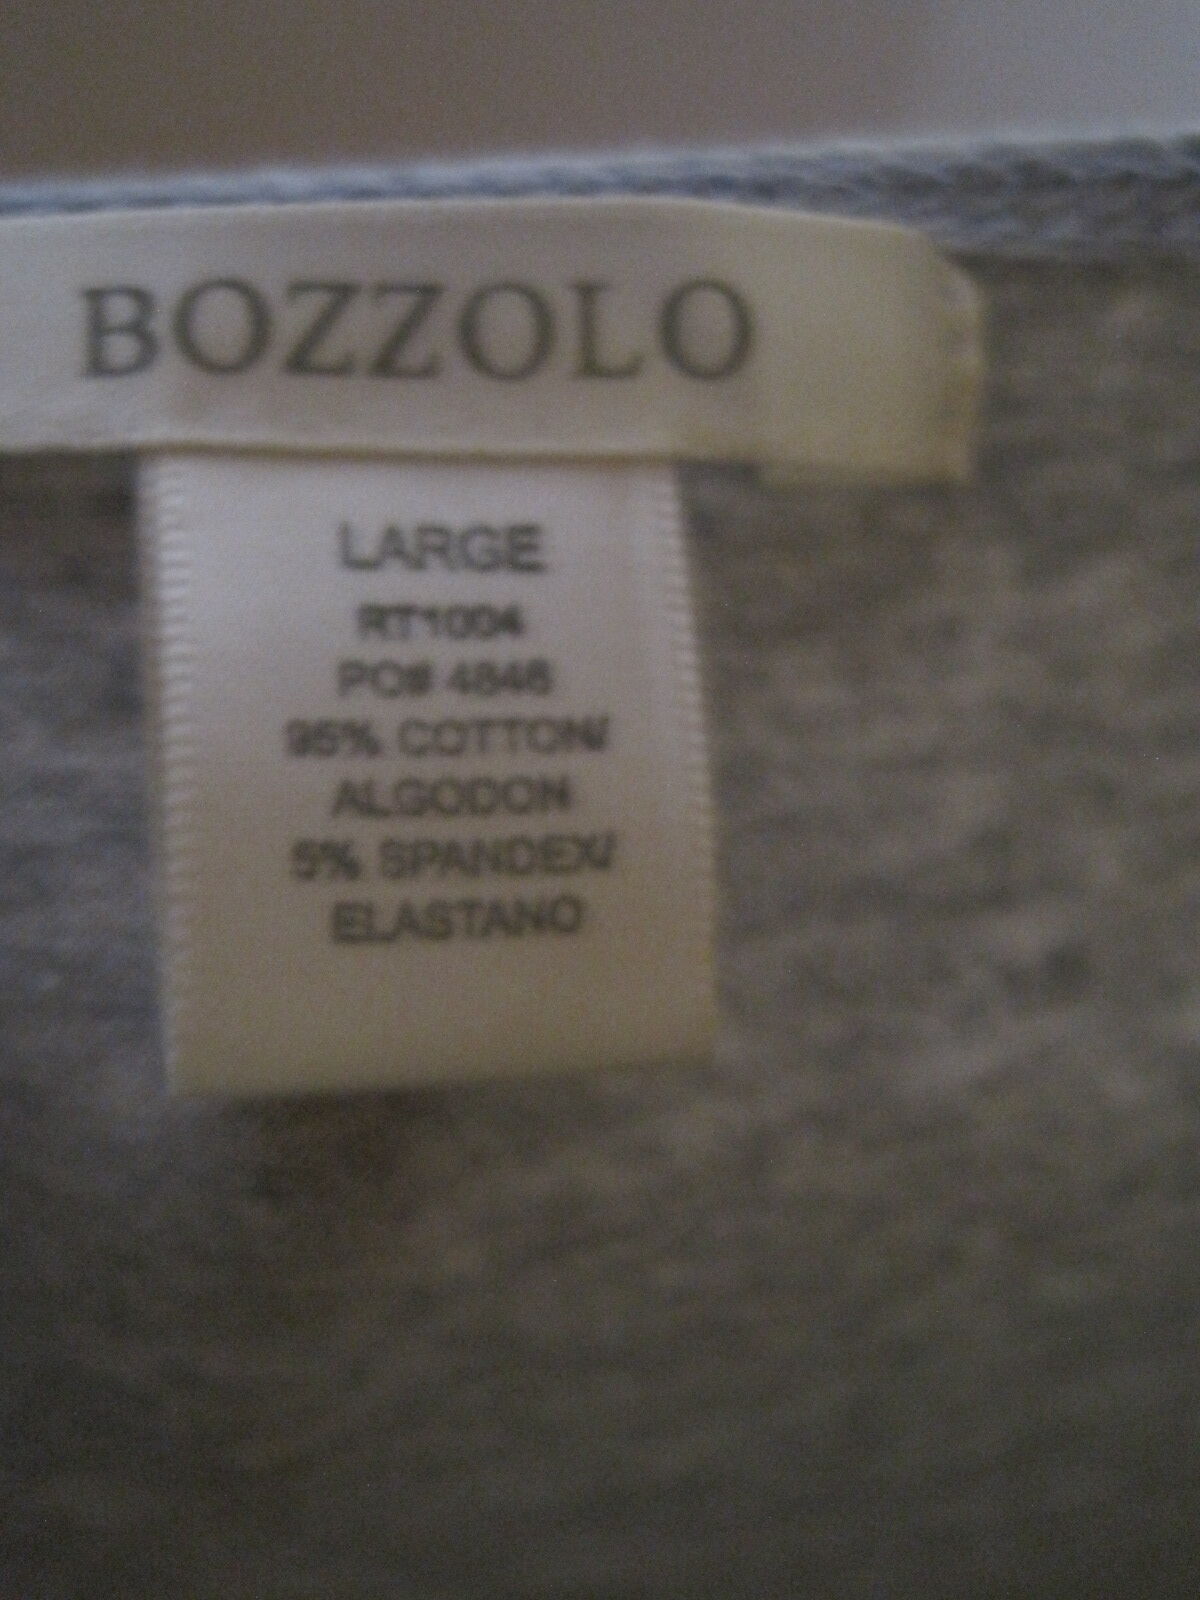 BOZZOLO
LARGE
RT1004
PO# 4846
95% COTTON/
ALGODON
5% SPANDEX/
ELASTANO